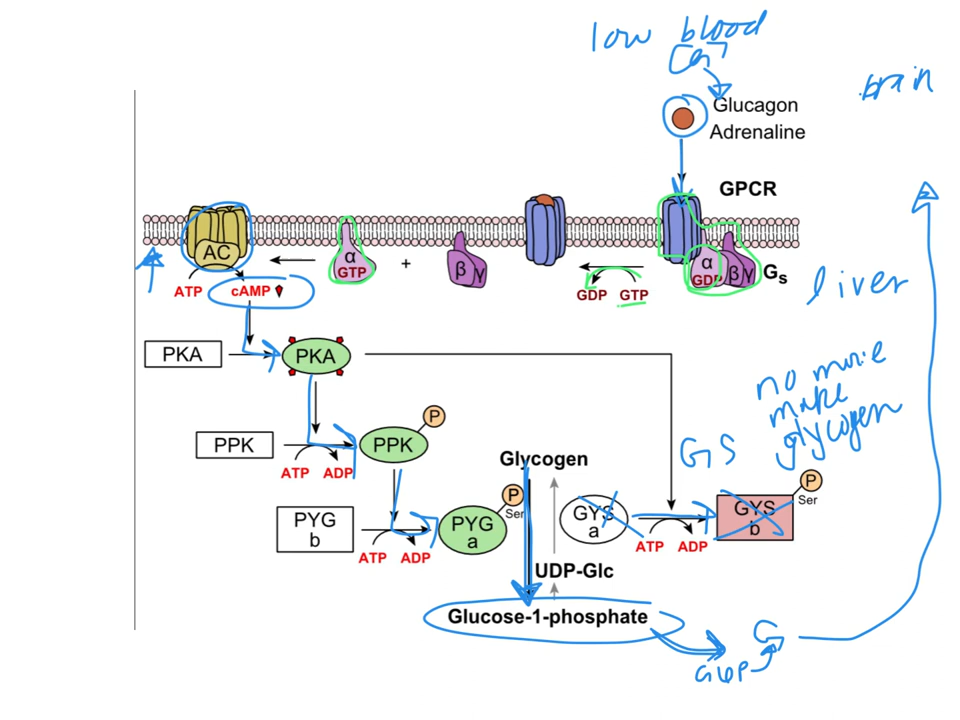 low blood
brain
Glucagon
Adrenaline
GPCR
AC
α
GTP
+
β γ
α
GDP
β γ
Gs
ATP
cAMP
GDP
GTP
liver
PKA
PKA
no more
make
glycogen
PPK
PPK
P
ATP
ADP
GS
Glycogen
P
Ser
P
Ser
PYG
b
PYG
a
GYS
a
GYS
b
ATP
ADP
ATP
ADP
UDP-Glc
Glucose-1-phosphate
G
G6P